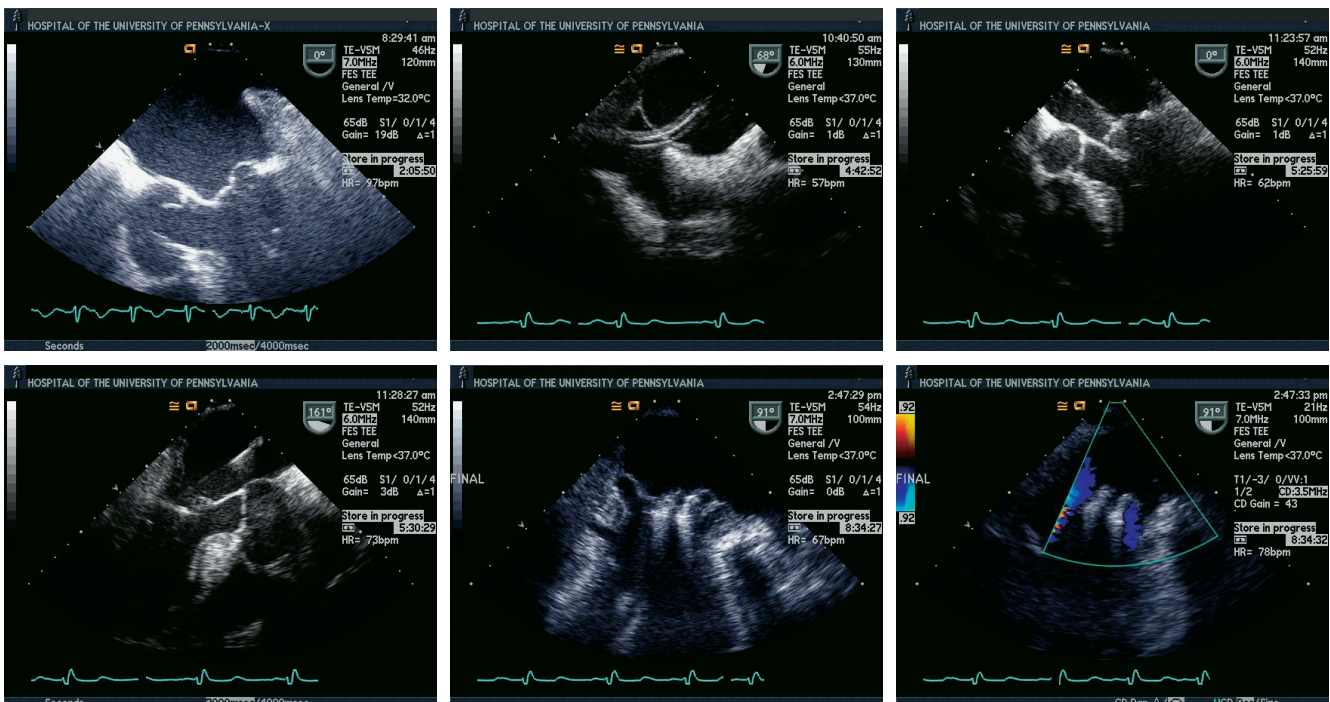 HOSPITAL OF THE UNIVERSITY OF PENNSYLVANIA-X
8:29:41 am
0°
TE-V5M 46Hz
7.0MHz 120mm
FES TEE
General /V
Lens Temp=32.0°C
65dB S1/ 0/1/4
Gain= 19dB Δ=1
Store in progress
2:05:50
HR= 97bpm
Seconds 2000msec/4000msec
HOSPITAL OF THE UNIVERSITY OF PENNSYLVANIA
10:40:50 am
68°
TE-V5M 55Hz
6.0MHz 130mm
FES TEE
General
Lens Temp<37.0°C
65dB S1/ 0/1/4
Gain= 1dB Δ=1
Store in progress
4:42:52
HR= 57bpm
HOSPITAL OF THE UNIVERSITY OF PENNSYLVANIA
11:23:57 am
0°
TE-V5M 52Hz
6.0MHz 140mm
FES TEE
General
Lens Temp<37.0°C
65dB S1/ 0/1/4
Gain= 1dB Δ=1
Store in progress
5:25:59
HR= 62bpm
HOSPITAL OF THE UNIVERSITY OF PENNSYLVANIA
11:28:27 am
161°
TE-V5M 52Hz
6.0MHz 140mm
FES TEE
General
Lens Temp<37.0°C
65dB S1/ 0/1/4
Gain= 3dB Δ=1
Store in progress
5:30:29
HR= 73bpm
Seconds 2000msec/4000msec
HOSPITAL OF THE UNIVERSITY OF PENNSYLVANIA
2:47:29 pm
91°
TE-V5M 54Hz
7.0MHz 100mm
FES TEE
General /V
Lens Temp<37.0°C
65dB S1/ 0/1/4
FINAL
Gain= 0dB Δ=1
Store in progress
8:34:27
HR= 67bpm
HOSPITAL OF THE UNIVERSITY OF PENNSYLVANIA
2:47:33 pm
91°
.92
TE-V5M 21Hz
7.0MHz 100mm
FES TEE
General /V
Lens Temp<37.0°C
FINAL
T1/-3/ 0/VV:1
1/2 CD:3.5MHz
CD Gain = 43
.92
Store in progress
8:34:32
HR= 78bpm